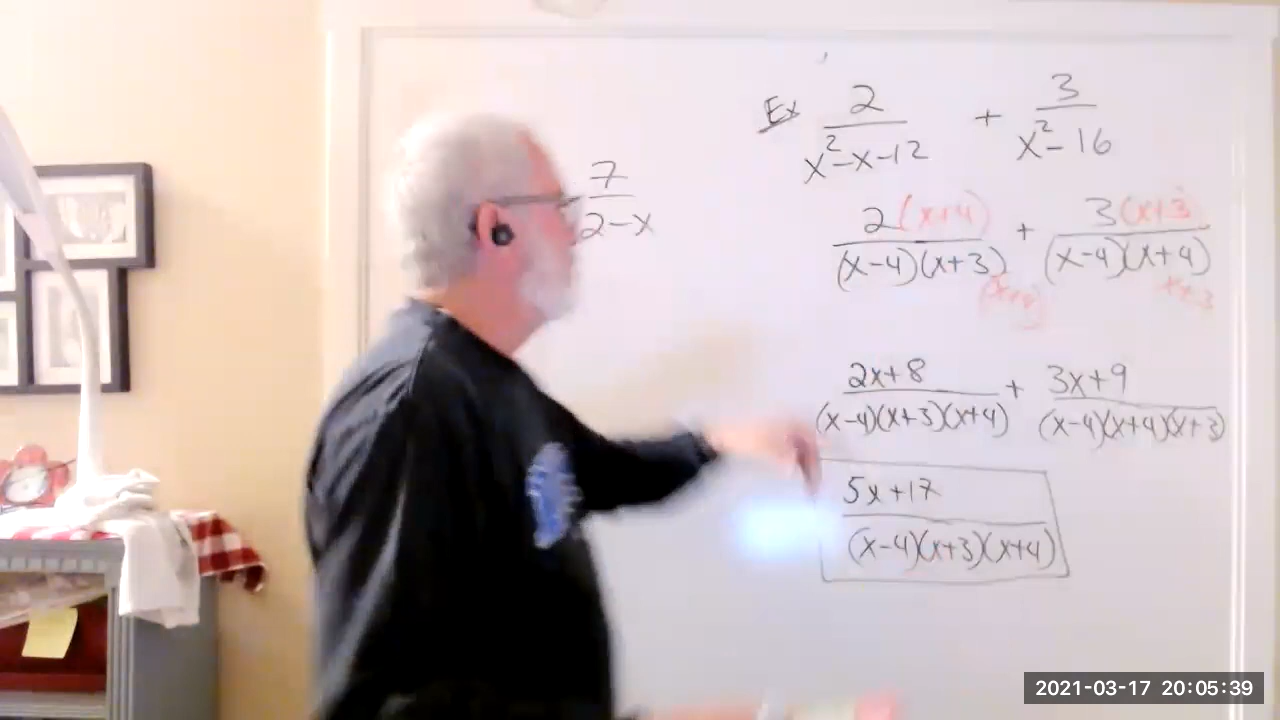 Ex 2/(x²-x-12) + 3/(x²-16)
7/(2-x)
2(x+4)/((x-4)(x+3)(x+4)) + 3(x+3)/((x-4)(x+4) x+3)
(2x+8)/((x-4)(x+3)(x+4)) + (3x+9)/((x-4)(x+4)(x+3))
(5x+17)/((x-4)(x+3)(x+4))
2021-03-17 20:05:39